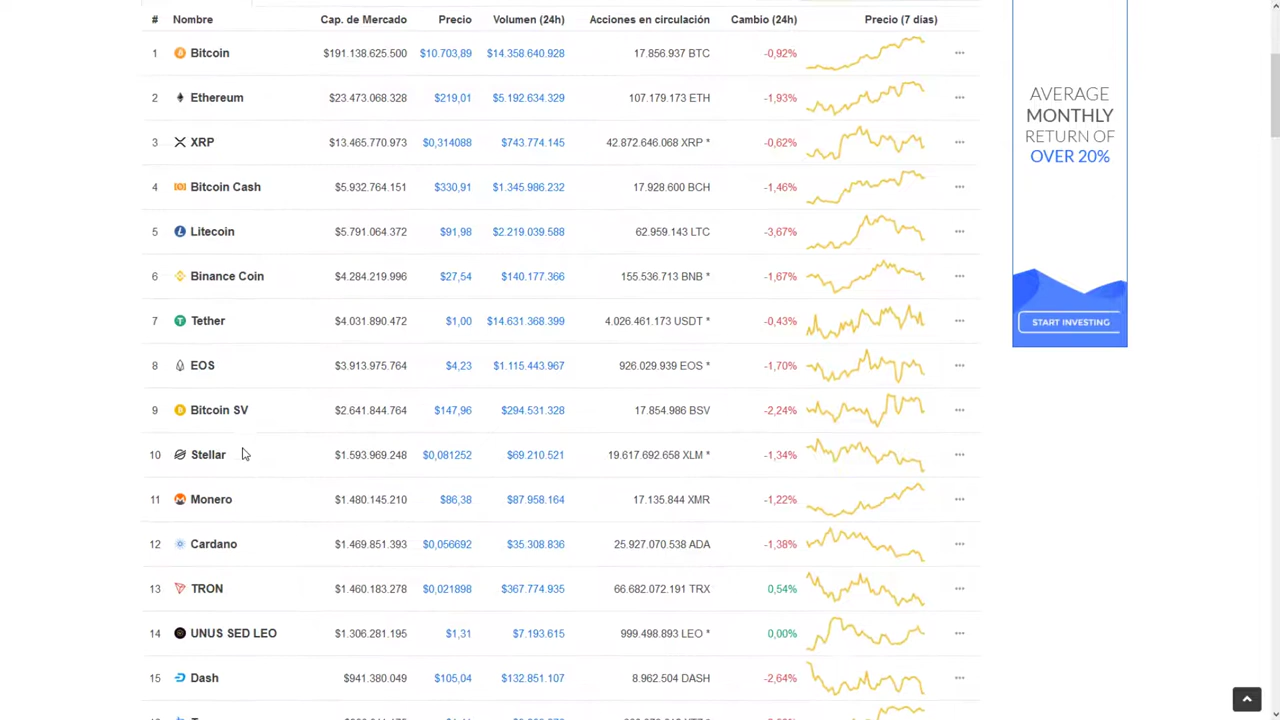 # Nombre Cap. de Mercado Precio Volumen (24h) Acciones en circulación Cambio (24h) Precio (7 días)
1 Bitcoin $191.138.625.500 $10.703,89 $14.358.640.928 17.856.937 BTC -0,92%
2 Ethereum $23.473.068.328 $219,01 $5.192.634.329 107.179.173 ETH -1,93%
3 XRP $13.465.770.973 $0,314088 $743.774.145 42.872.646.068 XRP * -0,62%
4 Bitcoin Cash $5.932.764.151 $330,91 $1.345.986.232 17.928.600 BCH -1,46%
5 Litecoin $5.791.064.372 $91,98 $2.219.039.588 62.959.143 LTC -3,67%
6 Binance Coin $4.284.219.996 $27,54 $140.177.366 155.536.713 BNB * -1,67%
7 Tether $4.031.890.472 $1,00 $14.631.368.399 4.026.461.173 USDT * -0,43%
8 EOS $3.913.975.764 $4,23 $1.115.443.967 926.029.939 EOS * -1,70%
9 Bitcoin SV $2.641.844.764 $147,96 $294.531.328 17.854.986 BSV -2,24%
10 Stellar $1.593.969.248 $0,081252 $69.210.521 19.617.692.658 XLM * -1,34%
11 Monero $1.480.145.210 $86,38 $87.958.164 17.135.844 XMR -1,22%
12 Cardano $1.469.851.393 $0,056692 $35.308.836 25.927.070.538 ADA -1,38%
13 TRON $1.460.183.278 $0,021898 $367.774.935 66.682.072.191 TRX 0,54%
14 UNUS SED LEO $1.306.281.195 $1,31 $7.193.615 999.498.893 LEO * 0,00%
15 Dash $941.380.049 $105,04 $132.851.107 8.962.504 DASH -2,64%
AVERAGE
MONTHLY
RETURN OF
OVER 20%
START INVESTING